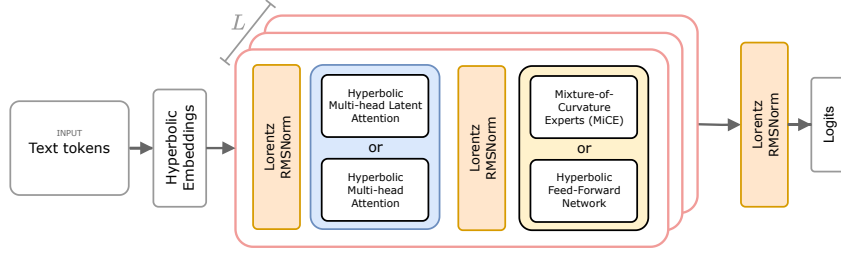 L
INPUT
Text tokens
Hyperbolic
Embeddings
Lorentz
RMSNorm
Hyperbolic
Multi-head Latent
Attention
or
Hyperbolic
Multi-head
Attention
Lorentz
RMSNorm
Mixture-of-
Curvature
Experts (MiCE)
or
Hyperbolic
Feed-Forward
Network
Lorentz
RMSNorm
Logits